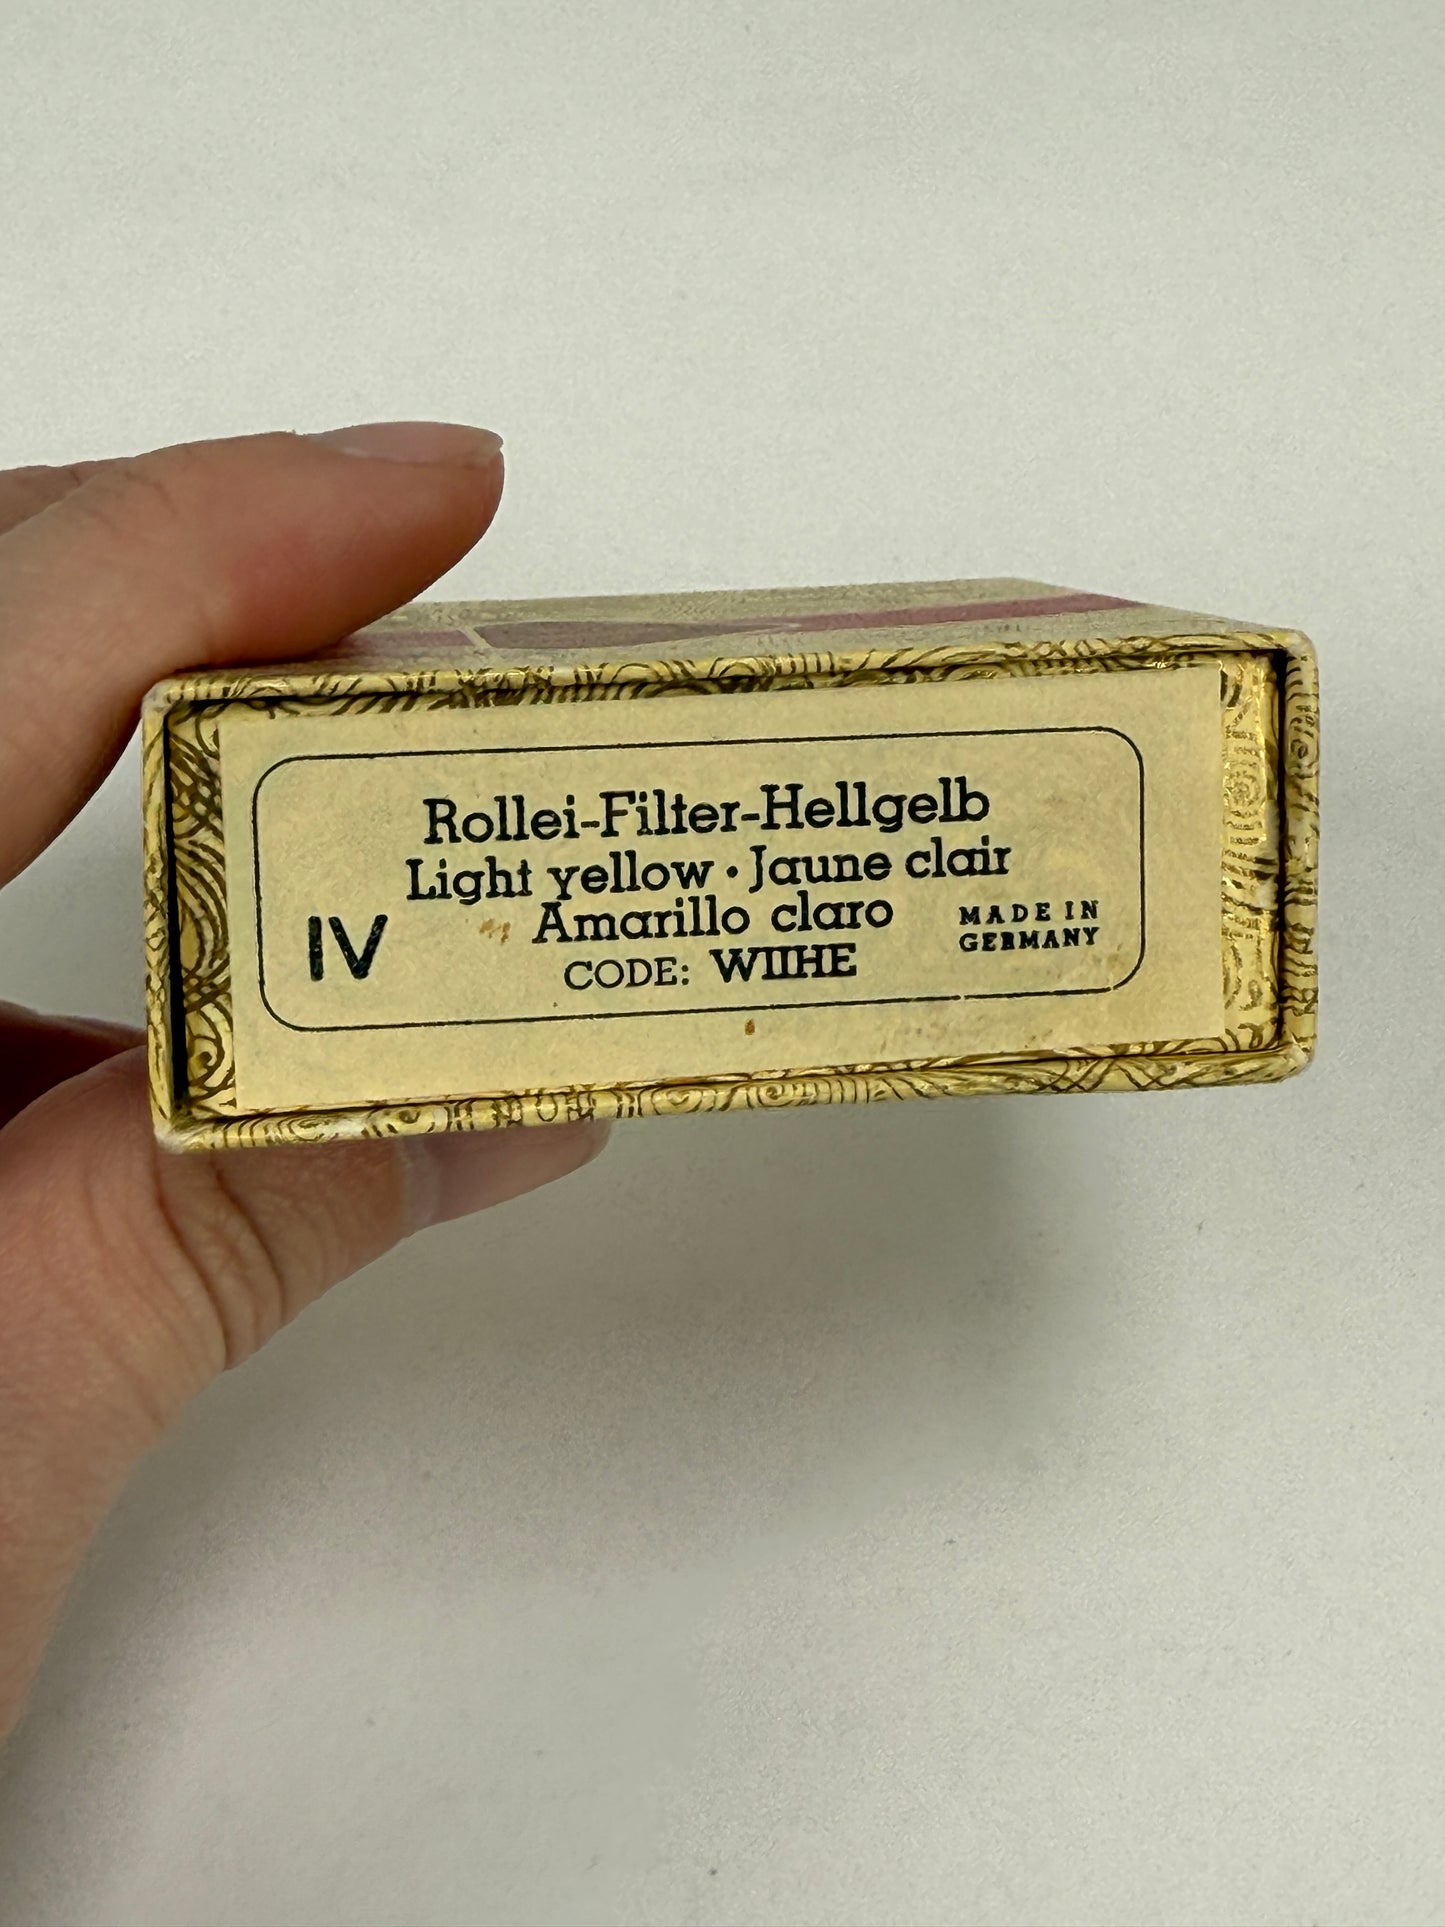 Rollei-Filter-Hellgelb
Light yellow · Jaune clair
Amarillo claro
CODE: WIIHE
IV
MADE IN
GERMANY